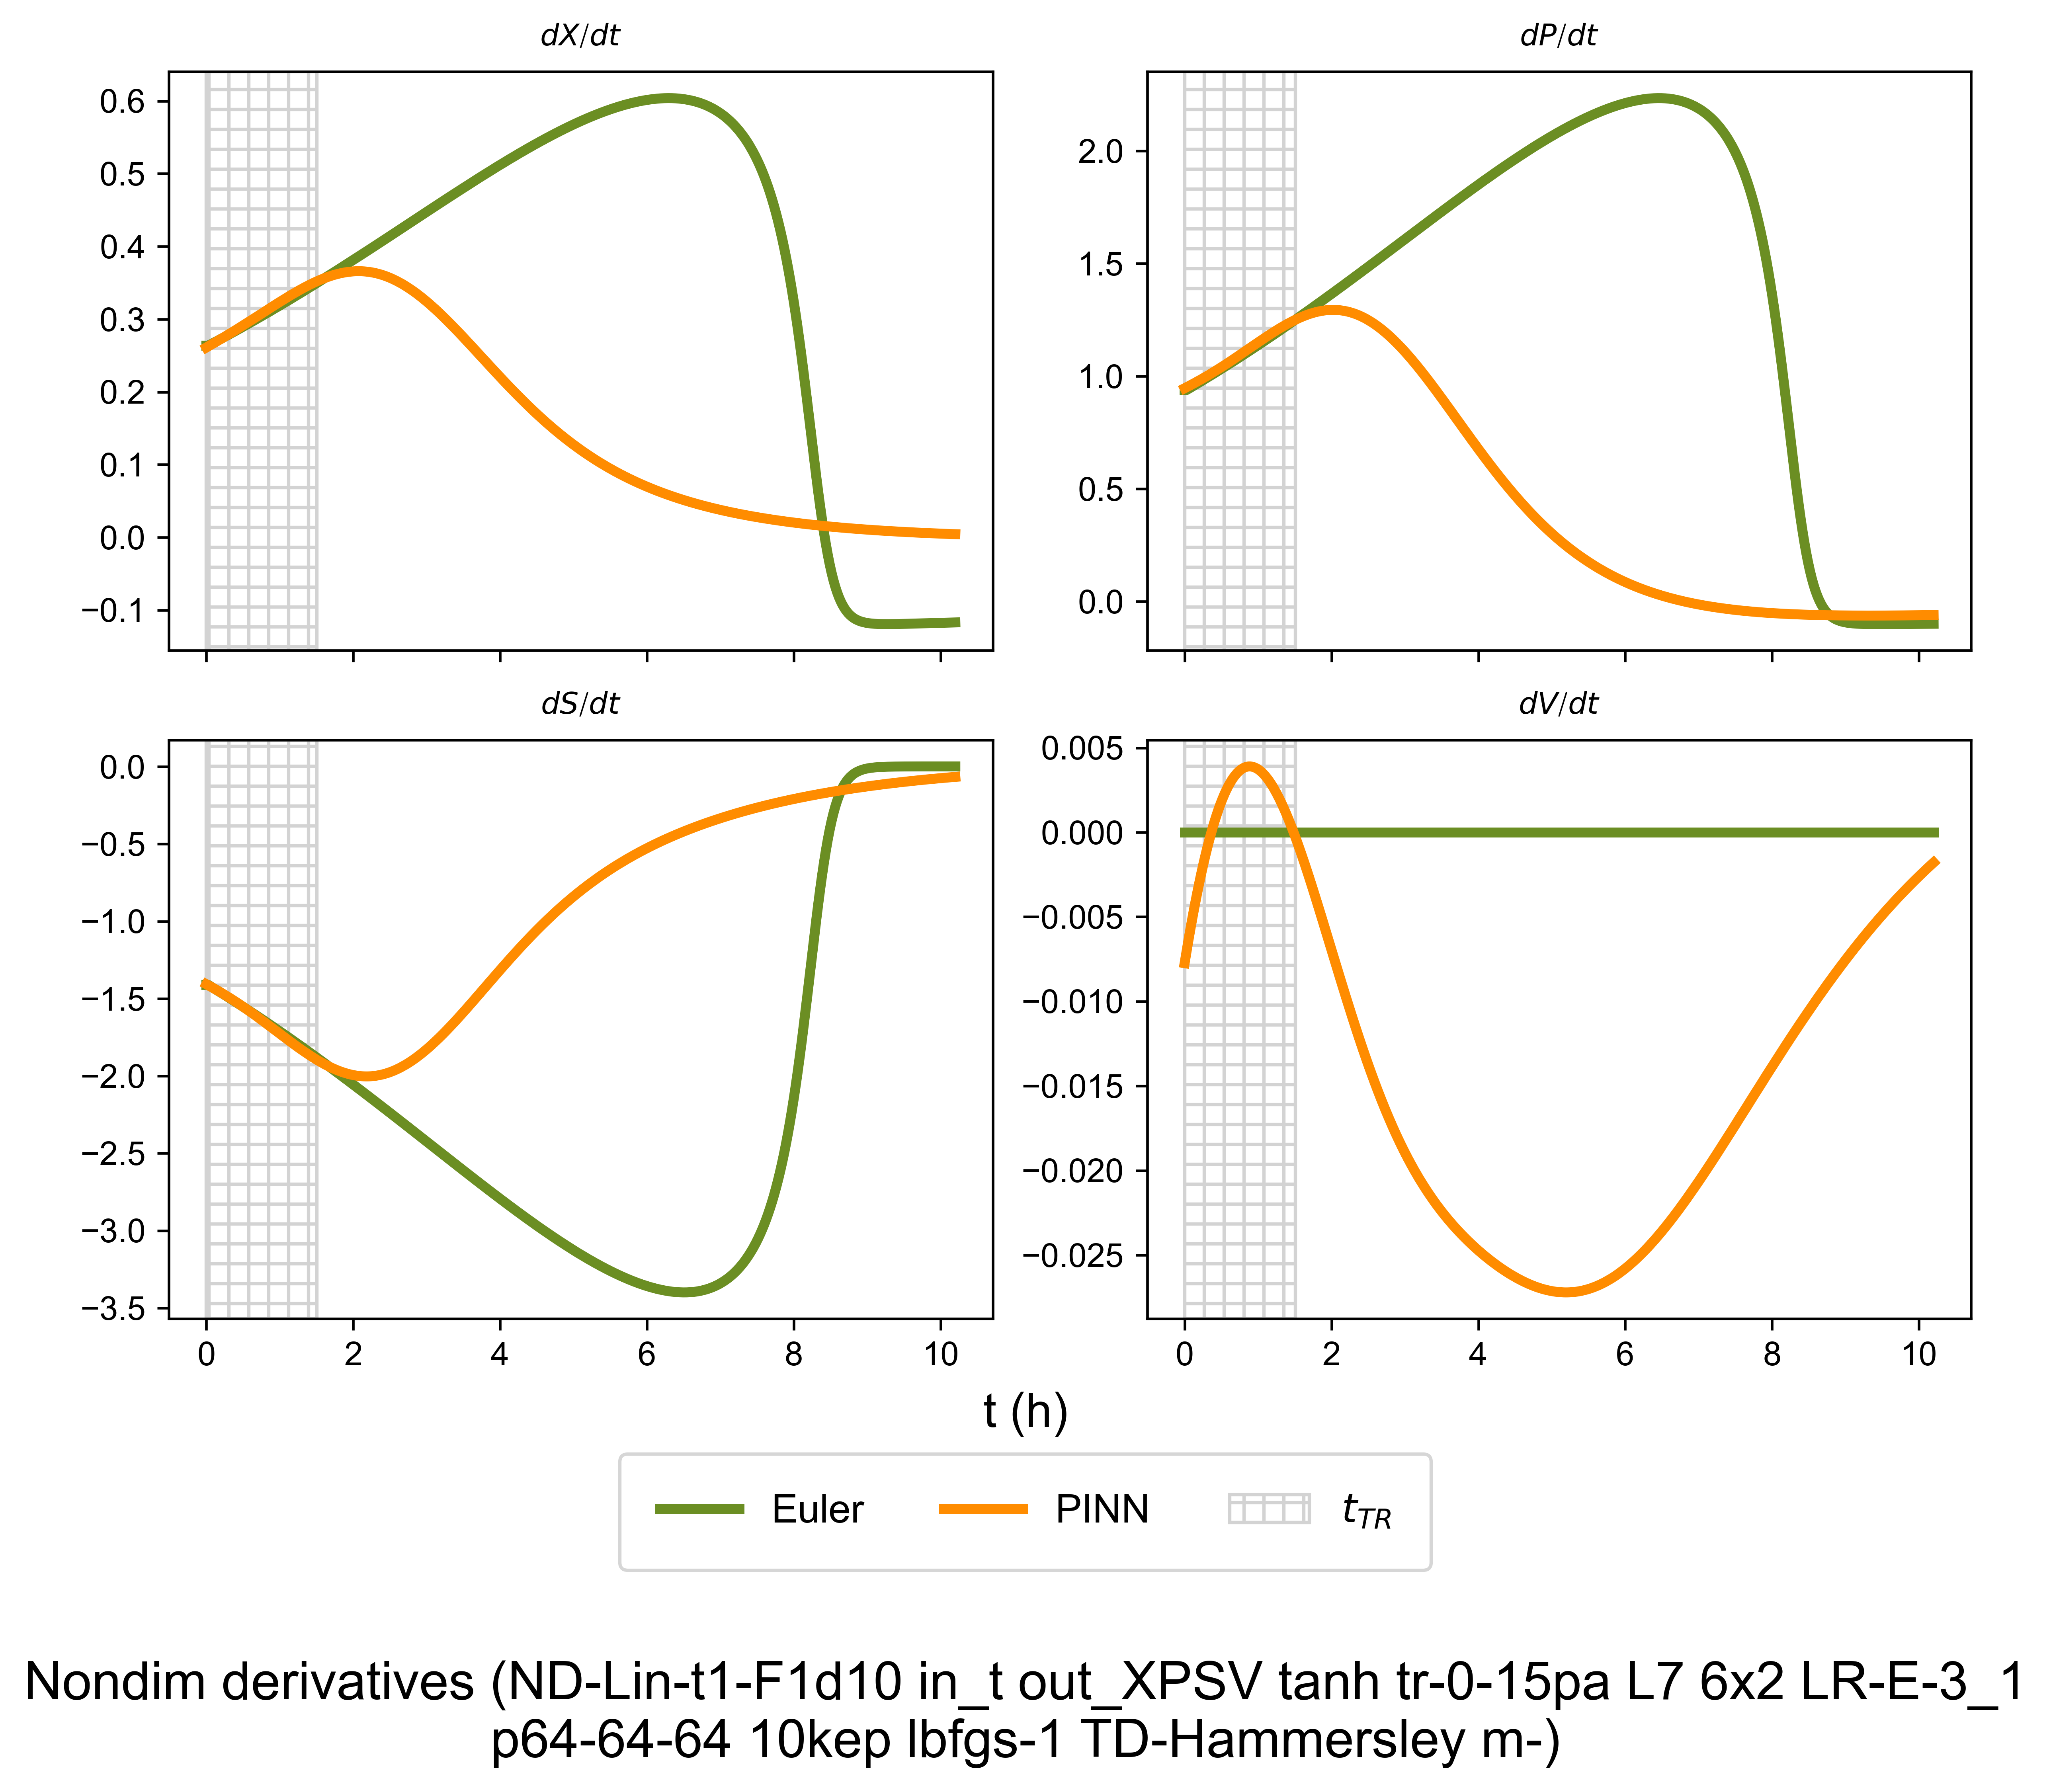 dX/dt
dP/dt
0.6
0.5
0.4
0.3
0.2
0.1
0.0
−0.1
2.0
1.5
1.0
0.5
0.0
dS/dt
dV/dt
0.0
−0.5
−1.0
−1.5
−2.0
−2.5
−3.0
−3.5
0 2 4 6 8 10
0.005
0.000
−0.005
−0.010
−0.015
−0.020
−0.025
0 2 4 6 8 10
t (h)
Euler PINN t_TR
Nondim derivatives (ND-Lin-t1-F1d10 in_t out_XPSV tanh tr-0-15pa L7 6x2 LR-E-3_1
p64-64-64 10kep lbfgs-1 TD-Hammersley m-)